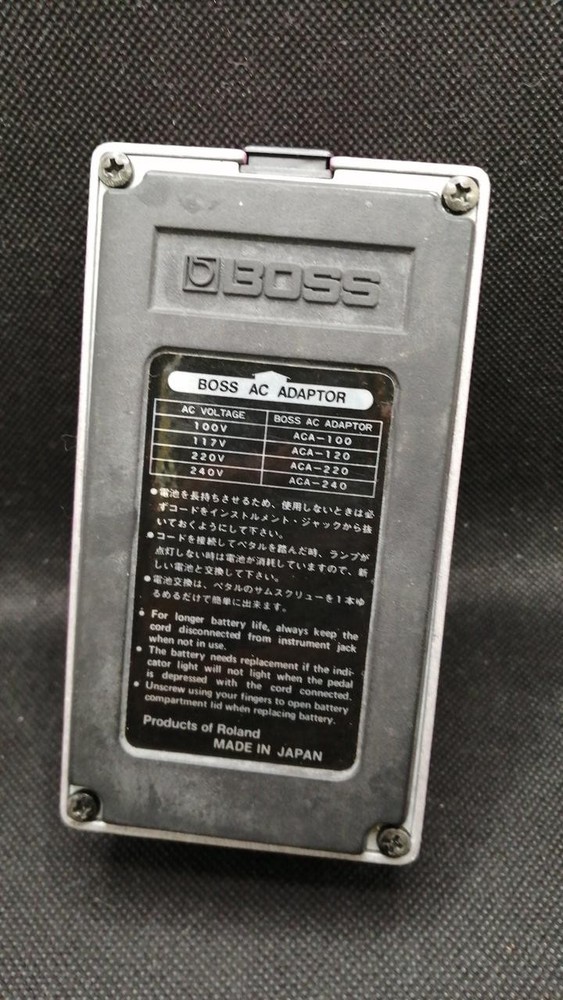 BOSS
BOSS AC ADAPTOR
AC VOLTAGE BOSS AC ADAPTOR
100V ACA-100
117V ACA-120
220V ACA-220
240V ACA-240
●電池を長持ちさせるため、使用しないときは必
ずコードをインストルメント・ジャックから抜
いておくようにして下さい。
●コードを接続してペダルを踏んだ時、ランプが
点灯しない時は電池が消耗していますので、新
しい電池と交換して下さい。
●電池交換は、ペダルのサムスクリューを1本ゆ
るめるだけで簡単に出来ます。
● For longer battery life, always keep the
cord disconnected from instrument jack
when not in use.
● The battery needs replacement if the indi-
cator light will not light when the pedal
is depressed with the cord connected.
● Unscrew using your fingers to open battery
compartment lid when replacing battery.
Products of Roland
MADE IN JAPAN